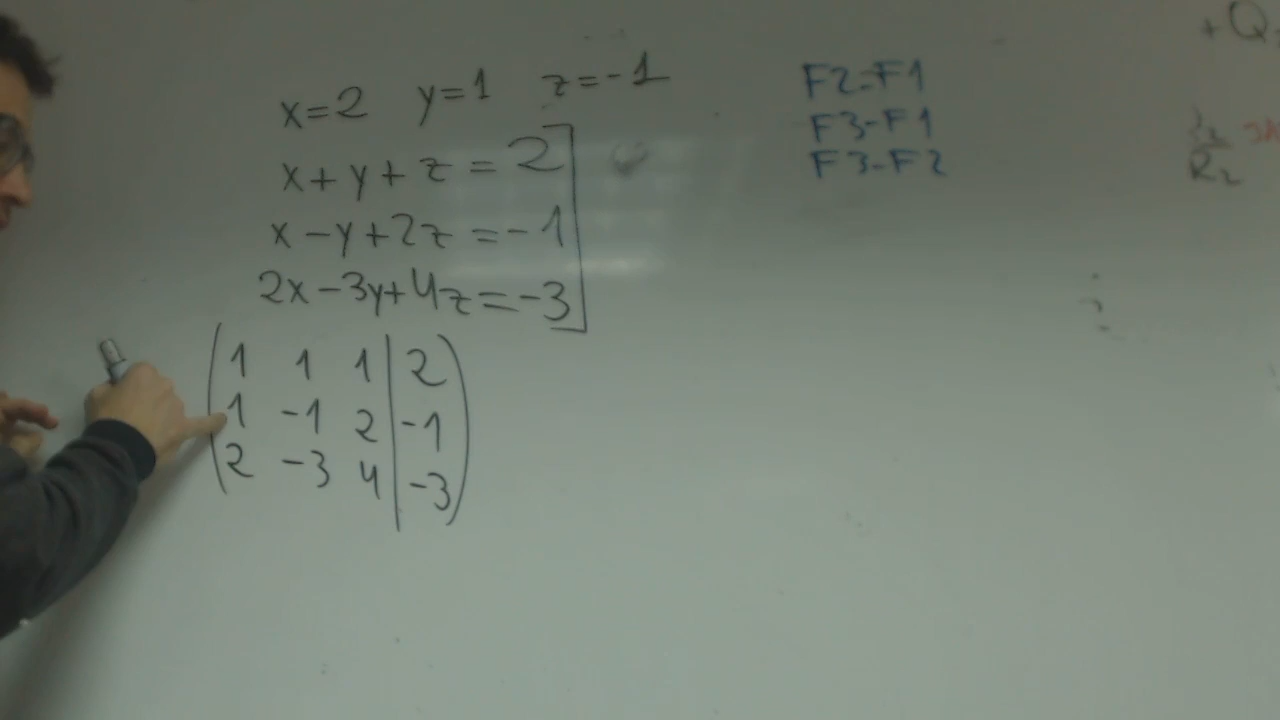 x=2 y=1 z=-1
x+y+z=2
x-y+2z=-1
2x-3y+4z=-3
1 1 1 | 2
1 -1 2 | -1
2 -3 4 | -3
F2-F1
F3-F1
F3-F2
+Q
R2